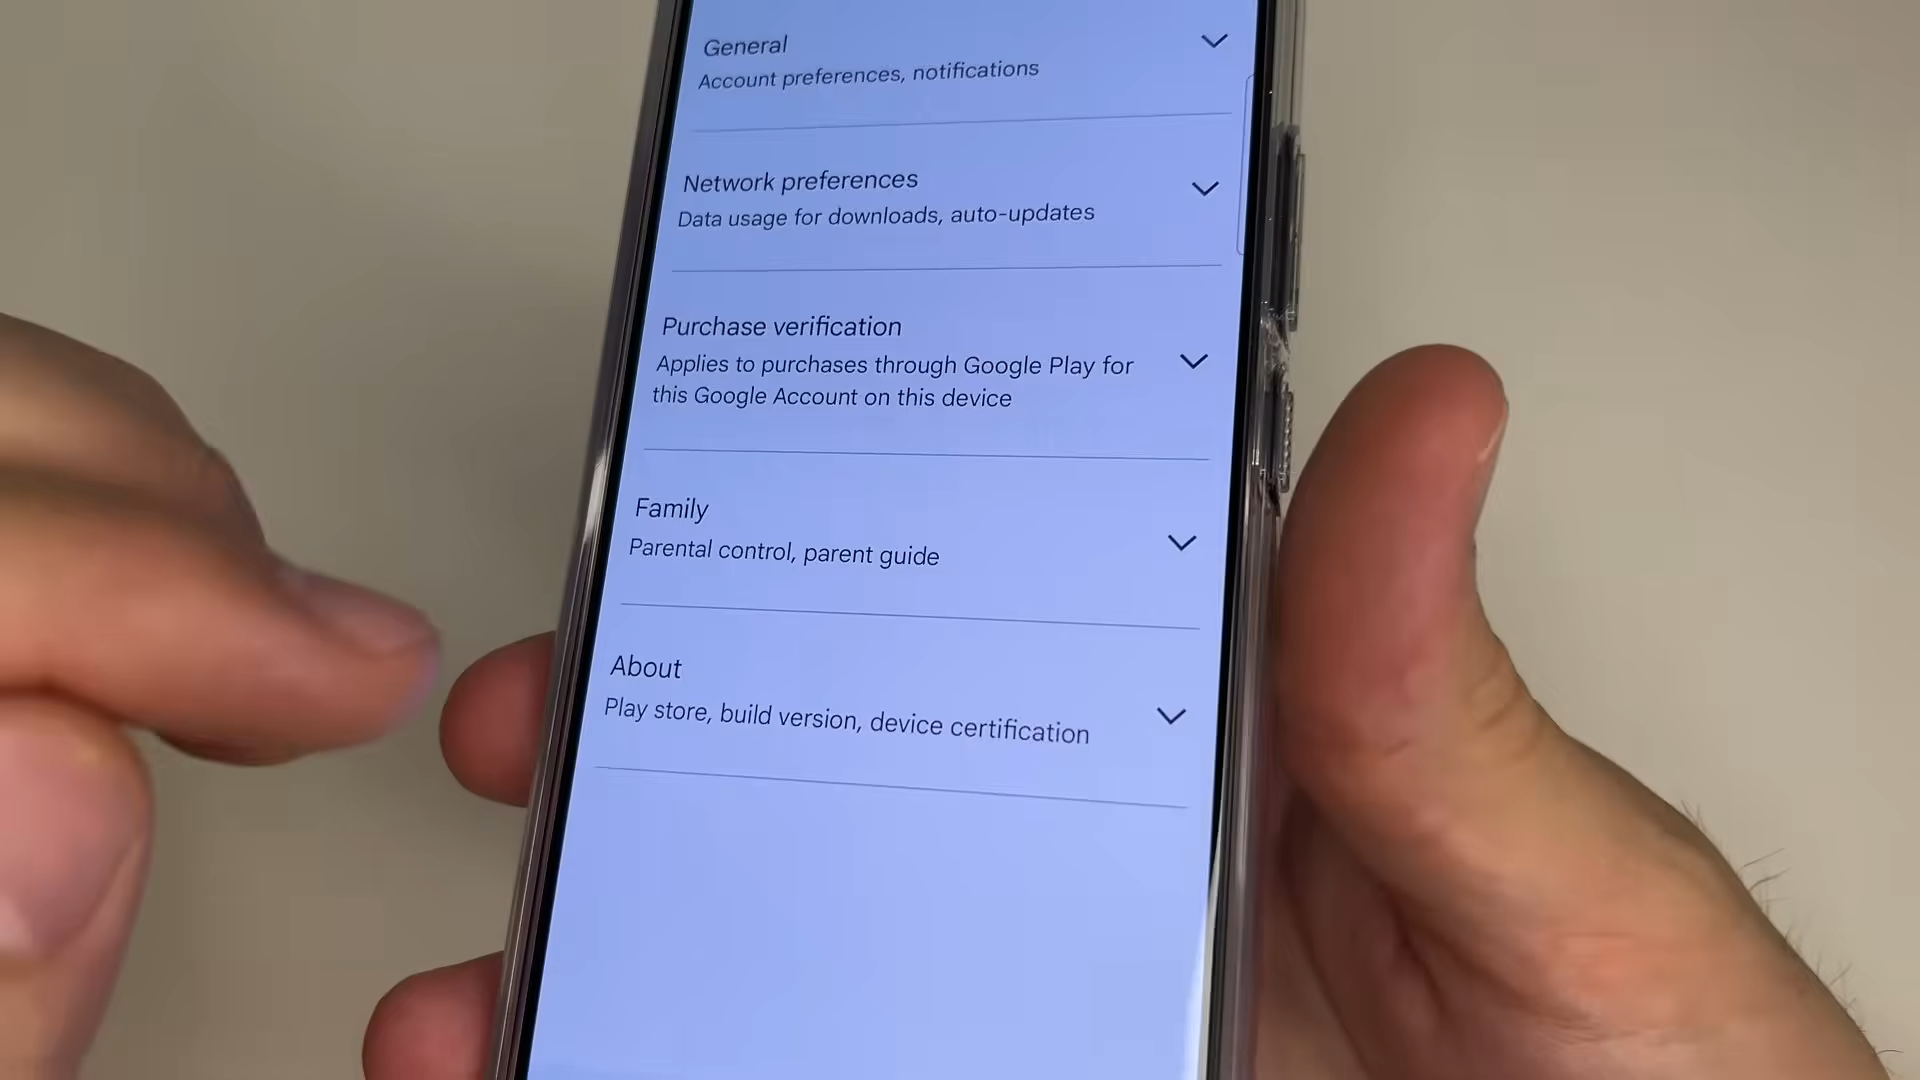 General
Account preferences, notifications
Network preferences
Data usage for downloads, auto-updates
Purchase verification
Applies to purchases through Google Play for
this Google Account on this device
Family
Parental control, parent guide
About
Play store, build version, device certification